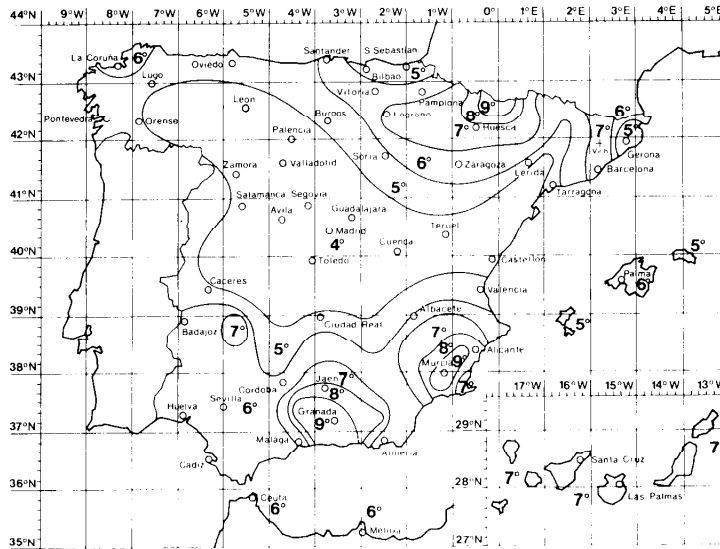 9°W 8°W 7°W 6°W 5°W 4°W 3°W 2°W 1°W 0°E 1°E 2°E 3°E
44°N
43°N
42°N
41°N
40°N
39°N
38°N
37°N
36°N
35°N
La Coruña
6°
Lugo
Oviedo
Santander
S Sebastian
Bilbao
5°
Vitoria
Pamplona
Leon
Burgos
Logroño
8°
9°
7°
Huesca
6°
7°
5°
Vich
Gerona
Pontevedra
Orense
Palencia
Zamora
Valladolid
Soria
6°
Zaragoza
Lerida
Barcelona
5°
Tarragona
Salamanca
Segovia
Avila
Guadalajara
Madrid
4°
Teruel
Cuenca
Toledo
Castellon
5°
Palma
6°
Caceres
Valencia
5°
Badajoz
7°
Ciudad Real
Albacete
7°
8°
9°
Alicante
Murcia
7°
5°
Cordoba
Jaen
7°
8°
Huelva
Sevilla
6°
Granada
9°
Malaga
Almeria
Cadiz
Ceuta
6°
6°
Melilla
17°W 16°W 15°W 14°W 13°W
29°N
28°N
27°N
7°
7°
Santa Cruz
7°
Las Palmas
7